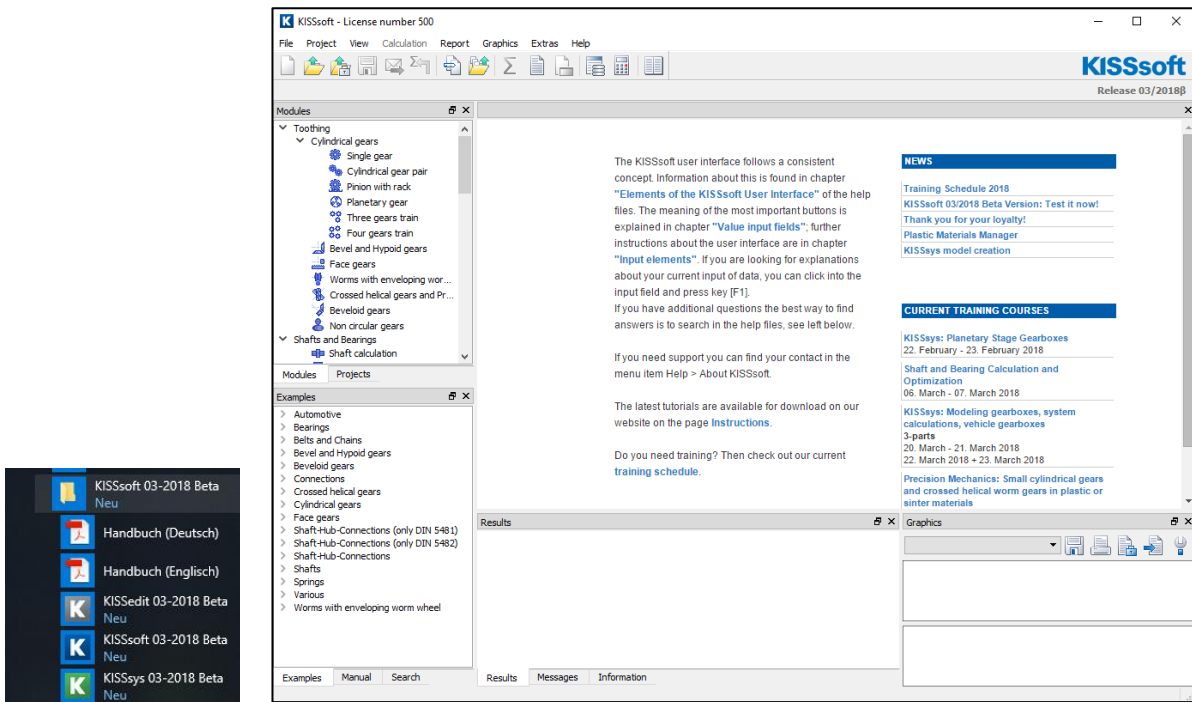 KISSsoft 03-2018 Beta
Neu
Handbuch (Deutsch)
Handbuch (Englisch)
KISSedit 03-2018 Beta
Neu
KISSsoft 03-2018 Beta
Neu
KISSsys 03-2018 Beta
Neu
KISSsoft - License number 500
File Project View Calculation Report Graphics Extras Help
KISSsoft
Release 03/2018β
Modules
Toothing
Cylindrical gears
Single gear
Cylindrical gear pair
Pinion with rack
Planetary gear
Three gears train
Four gears train
Bevel and Hypoid gears
Face gears
Worms with enveloping wor...
Crossed helical gears and Pr...
Beveloid gears
Non circular gears
Shafts and Bearings
Shaft calculation
Modules Projects
Examples
Automotive
Bearings
Belts and Chains
Bevel and Hypoid gears
Beveloid gears
Connections
Crossed helical gears
Cylindrical gears
Face gears
Shaft-Hub-Connections (only DIN 5481)
Shaft-Hub-Connections (only DIN 5482)
Shaft-Hub-Connections
Shafts
Springs
Various
Worms with enveloping worm wheel
Examples Manual Search
The KISSsoft user interface follows a consistent
concept. Information about this is found in chapter
"Elements of the KISSsoft User Interface" of the help
files. The meaning of the most important buttons is
explained in chapter "Value input fields"; further
instructions about the user interface are in chapter
"Input elements". If you are looking for explanations
about your current input of data, you can click into the
input field and press key [F1].
If you have additional questions the best way to find
answers is to search in the help files, see left below.
If you need support you can find your contact in the
menu item Help > About KISSsoft.
The latest tutorials are available for download on our
website on the page Instructions.
Do you need training? Then check out our current
training schedule.
NEWS
Training Schedule 2018
KISSsoft 03/2018 Beta Version: Test it now!
Thank you for your loyalty!
Plastic Materials Manager
KISSsys model creation
CURRENT TRAINING COURSES
KISSsys: Planetary Stage Gearboxes
22. February - 23. February 2018
Shaft and Bearing Calculation and
Optimization
06. March - 07. March 2018
KISSsys: Modeling gearboxes, system
calculations, vehicle gearboxes
3-parts
20. March - 21. March 2018
22. March 2018 + 23. March 2018
Precision Mechanics: Small cylindrical gears
and crossed helical worm gears in plastic or
sinter materials
Results
Results Messages Information
Graphics